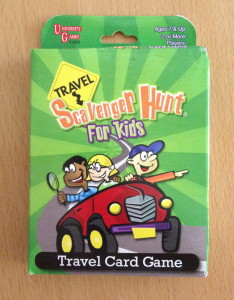 University
Games
Ages 7 & Up
2 or More
Players
TRAVEL
Scavenger Hunt®
For Kids
Travel Card Game